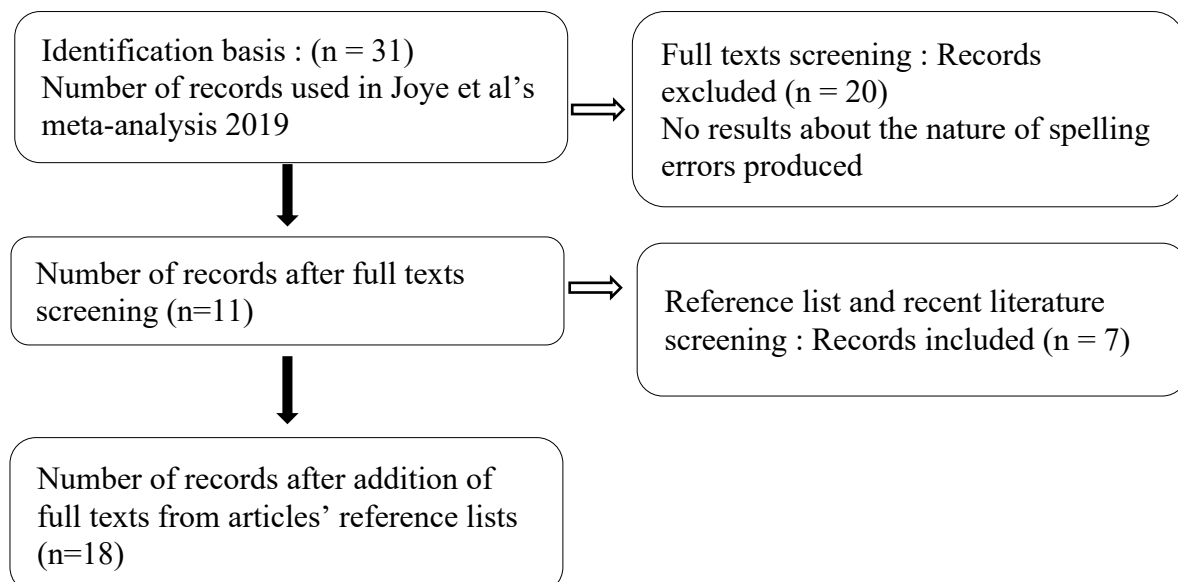 Identification basis : (n = 31)
Number of records used in Joye et al’s
meta-analysis 2019
Full texts screening : Records
excluded (n = 20)
No results about the nature of spelling
errors produced
Number of records after full texts
screening (n=11)
Reference list and recent literature
screening : Records included (n = 7)
Number of records after addition of
full texts from articles’ reference lists
(n=18)